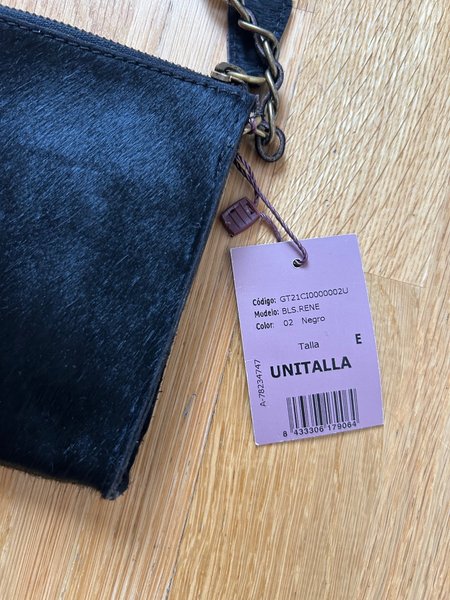 Código: GT21CI0000002U
Modelo: BLS.RENE
Color: 02 Negro
Talla
E
UNITALLA
A-78234747
8 433306 179064